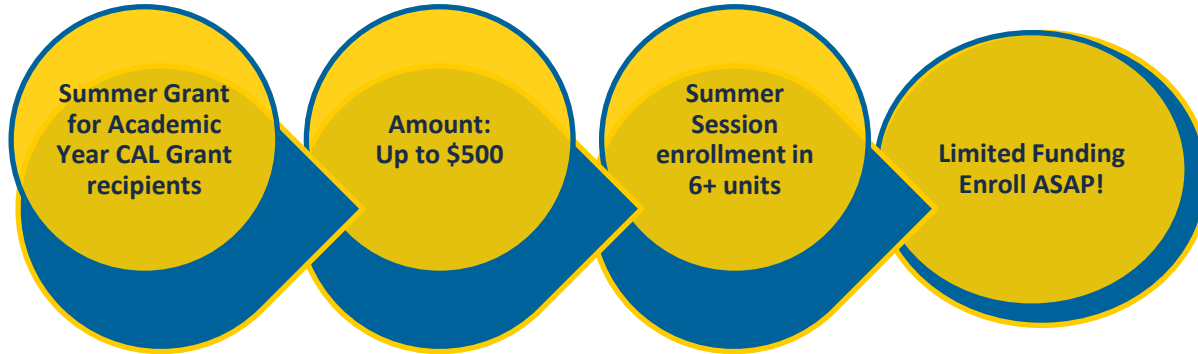 Summer Grant
for Academic
Year CAL Grant
recipients
Amount:
Up to $500
Summer
Session
enrollment in
6+ units
Limited Funding
Enroll ASAP!